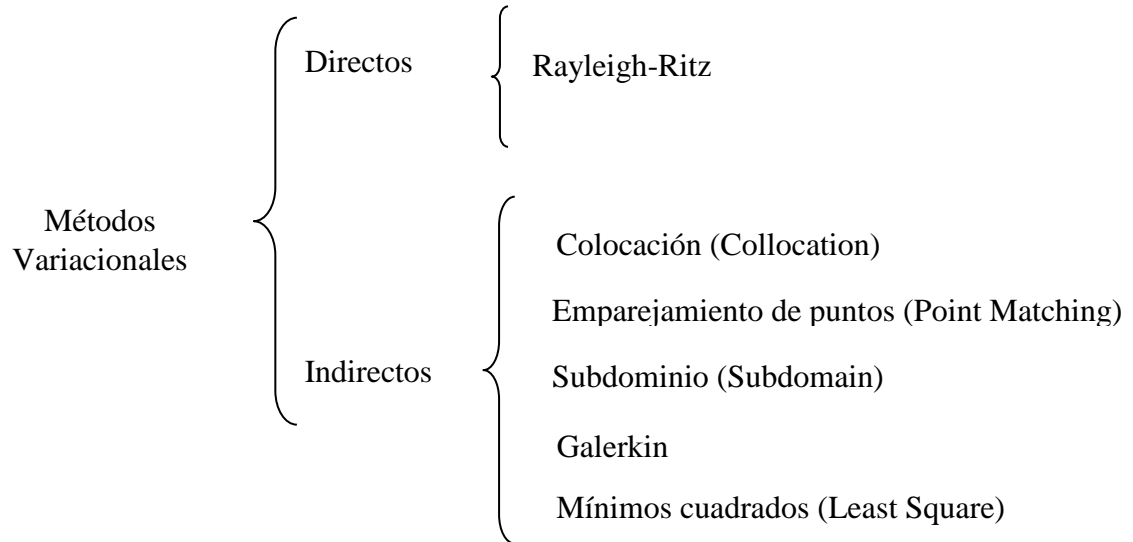 Directos
Rayleigh-Ritz
Métodos
Variacionales
Colocación (Collocation)
Emparejamiento de puntos (Point Matching)
Indirectos
Subdominio (Subdomain)
Galerkin
Mínimos cuadrados (Least Square)